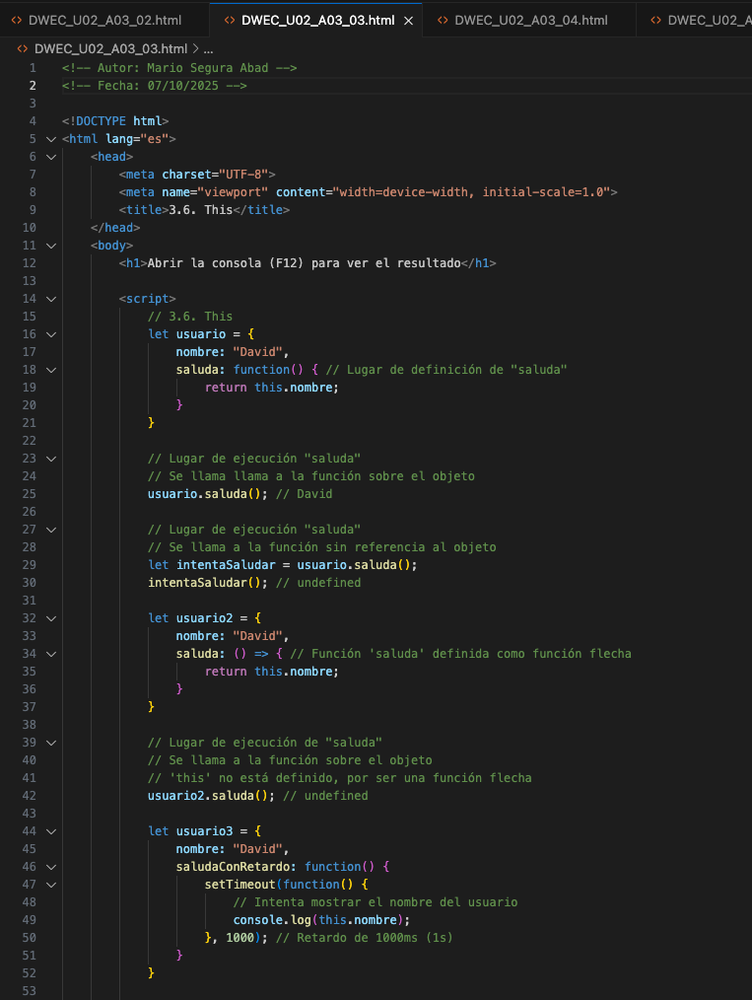 DWEC_U02_A03_02.html DWEC_U02_A03_03.html DWEC_U02_A03_04.html DWEC_U02_A
DWEC_U02_A03_03.html > ...
1 <!-- Autor: Mario Segura Abad -->
2 <!-- Fecha: 07/10/2025 -->
3
4 <!DOCTYPE html>
5 <html lang="es">
6 <head>
7 <meta charset="UTF-8">
8 <meta name="viewport" content="width=device-width, initial-scale=1.0">
9 <title>3.6. This</title>
10 </head>
11 <body>
12 <h1>Abrir la consola (F12) para ver el resultado</h1>
13
14 <script>
15 // 3.6. This
16 let usuario = {
17 nombre: "David",
18 saluda: function() { // Lugar de definición de "saluda"
19 return this.nombre;
20 }
21 }
22
23 // Lugar de ejecución "saluda"
24 // Se llama llama a la función sobre el objeto
25 usuario.saluda(); // David
26
27 // Lugar de ejecución "saluda"
28 // Se llama a la función sin referencia al objeto
29 let intentaSaludar = usuario.saluda();
30 intentaSaludar(); // undefined
31
32 let usuario2 = {
33 nombre: "David",
34 saluda: () => { // Función 'saluda' definida como función flecha
35 return this.nombre;
36 }
37 }
38
39 // Lugar de ejecución de "saluda"
40 // Se llama a la función sobre el objeto
41 // 'this' no está definido, por ser una función flecha
42 usuario2.saluda(); // undefined
43
44 let usuario3 = {
45 nombre: "David",
46 saludaConRetardo: function() {
47 setTimeout(function() {
48 // Intenta mostrar el nombre del usuario
49 console.log(this.nombre);
50 }, 1000); // Retardo de 1000ms (1s)
51 }
52 }
53